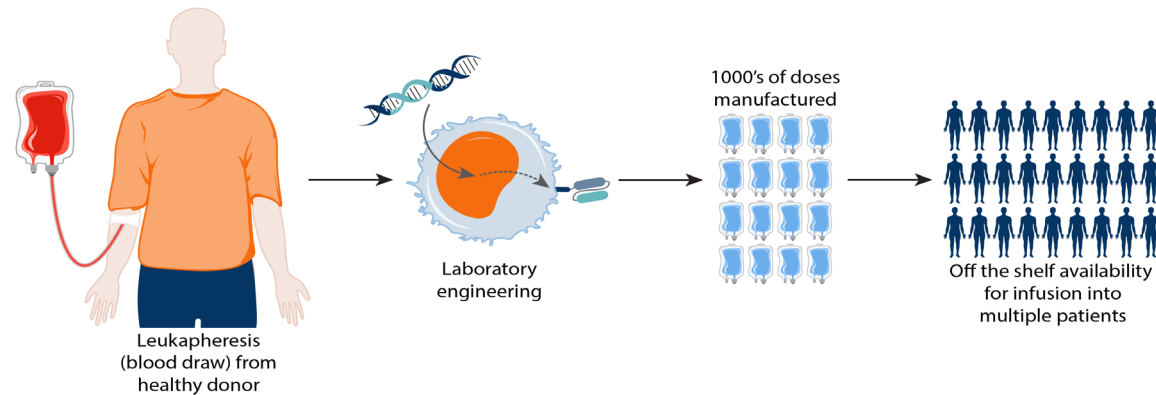 Leukapheresis
(blood draw) from
healthy donor
Laboratory
engineering
1000's of doses
manufactured
Off the shelf availability
for infusion into
multiple patients